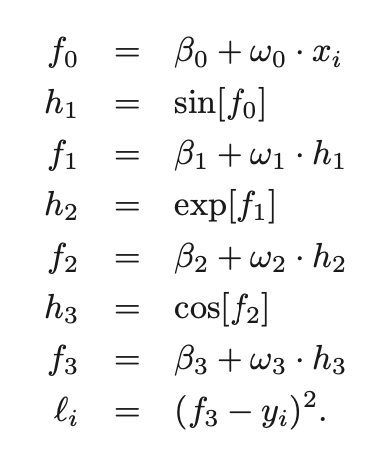 f₀ = β₀ + ω₀ · xᵢ
h₁ = sin[f₀]
f₁ = β₁ + ω₁ · h₁
h₂ = exp[f₁]
f₂ = β₂ + ω₂ · h₂
h₃ = cos[f₂]
f₃ = β₃ + ω₃ · h₃
ℓᵢ = (f₃ − yᵢ)².